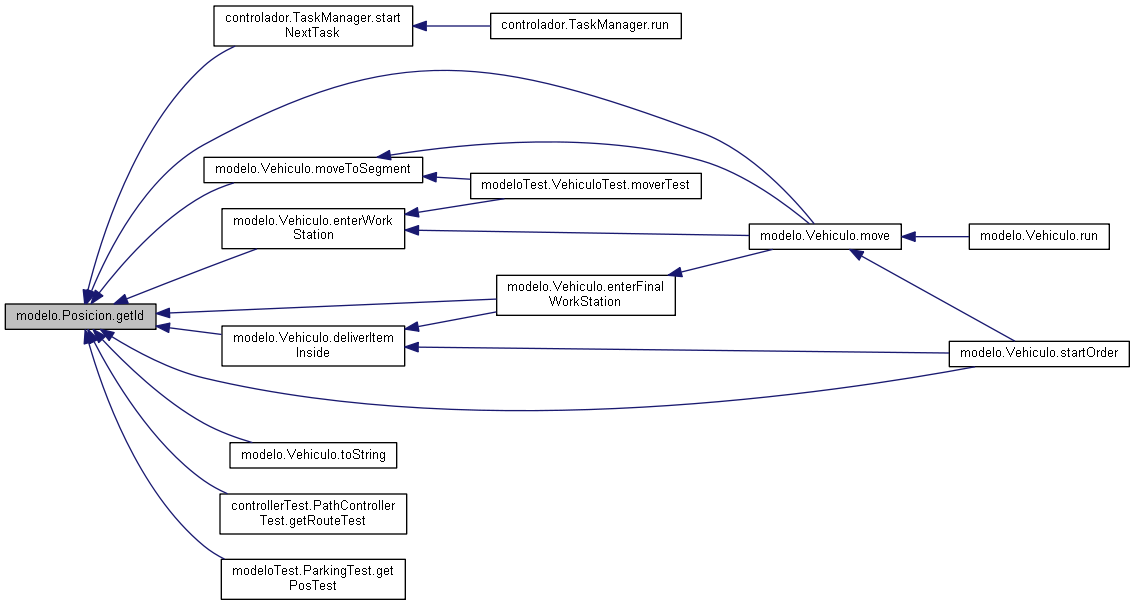 controlador.TaskManager.start
NextTask
controlador.TaskManager.run
modelo.Vehiculo.moveToSegment
modeloTest.VehiculoTest.moverTest
modelo.Vehiculo.enterWork
Station
modelo.Vehiculo.move
modelo.Vehiculo.run
modelo.Vehiculo.enterFinal
WorkStation
modelo.Posicion.getId
modelo.Vehiculo.deliverItem
Inside
modelo.Vehiculo.startOrder
modelo.Vehiculo.toString
controllerTest.PathController
Test.getRouteTest
modeloTest.ParkingTest.get
PosTest